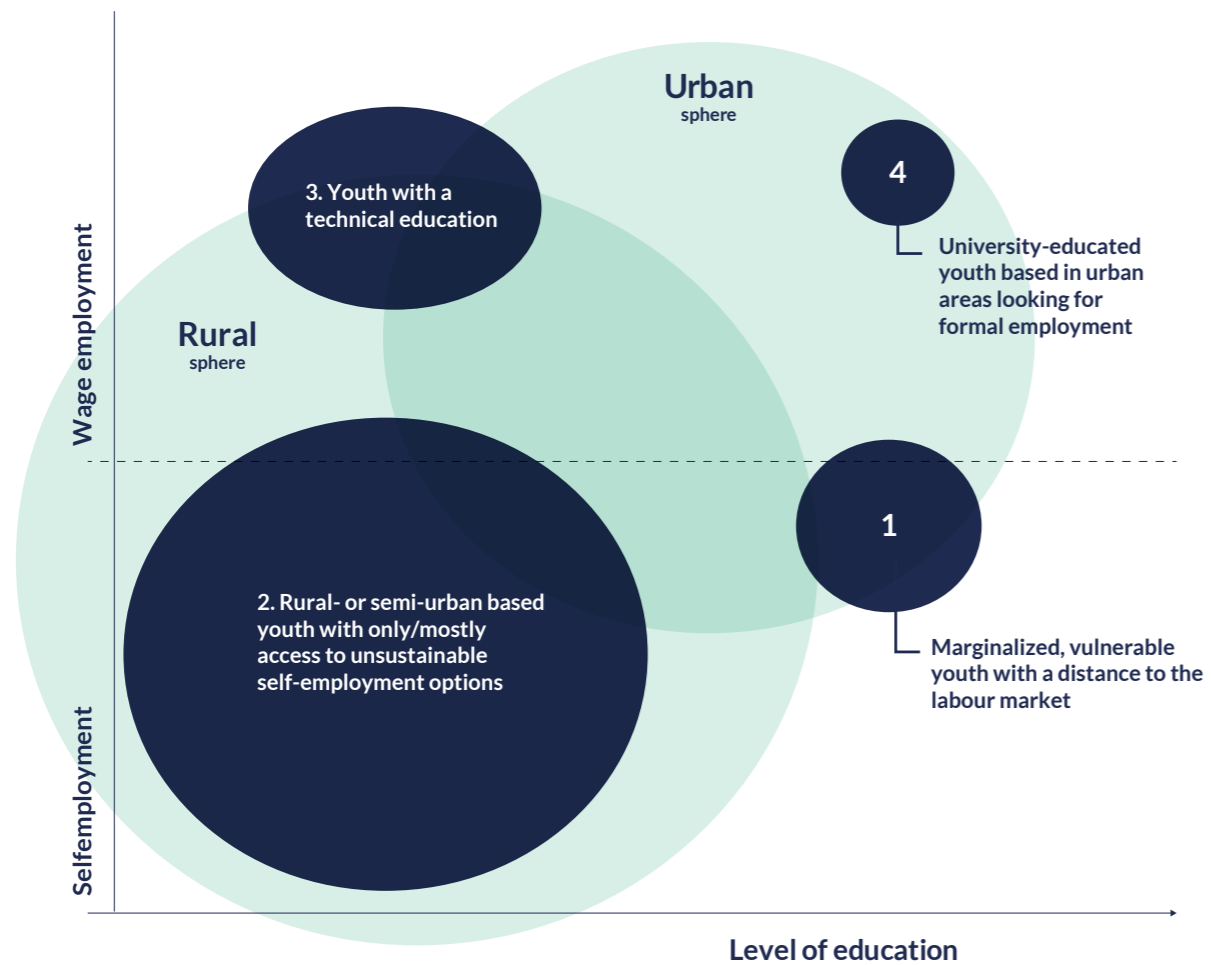 Urban
sphere
4
3. Youth with a
technical education
University-educated
youth based in urban
areas looking for
formal employment
Rural
sphere
Wage employment
1
2. Rural- or semi-urban based
youth with only/mostly
access to unsustainable
self-employment options
Marginalized, vulnerable
youth with a distance to the
labour market
Selfemployment
Level of education